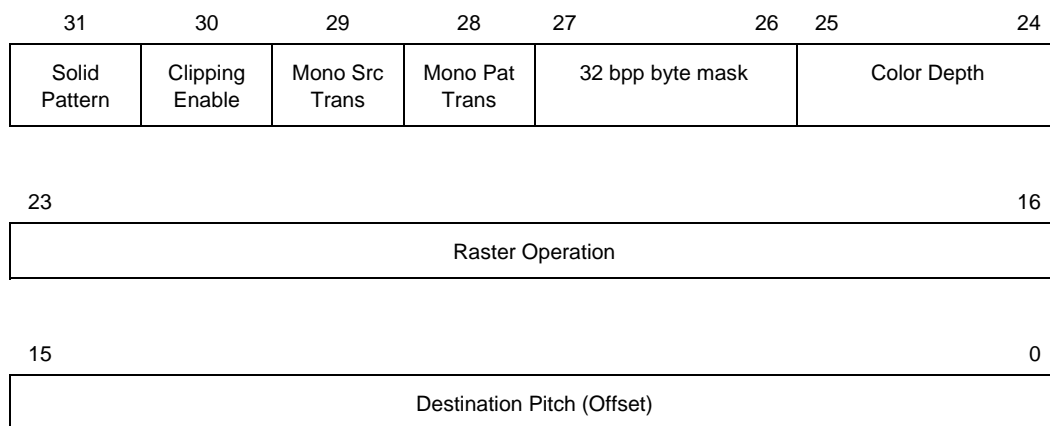 31 30 29 28 27 26 25 24
Solid Pattern Clipping Enable Mono Src Trans Mono Pat Trans 32 bpp byte mask Color Depth
23 16
Raster Operation
15 0
Destination Pitch (Offset)